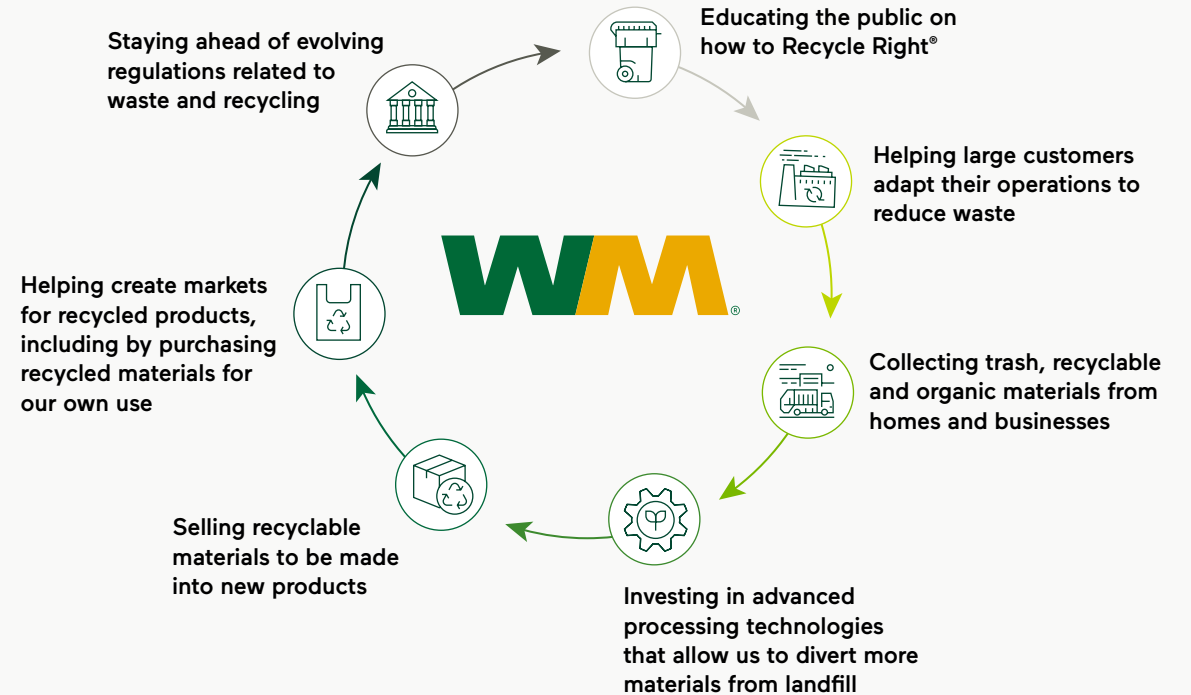 Educating the public on
how to Recycle Right®
Helping large customers
adapt their operations to
reduce waste
Collecting trash, recyclable
and organic materials from
homes and businesses
Investing in advanced
processing technologies
that allow us to divert more
materials from landfill
Selling recyclable
materials to be made
into new products
Helping create markets
for recycled products,
including by purchasing
recycled materials for
our own use
Staying ahead of evolving
regulations related to
waste and recycling
WM®